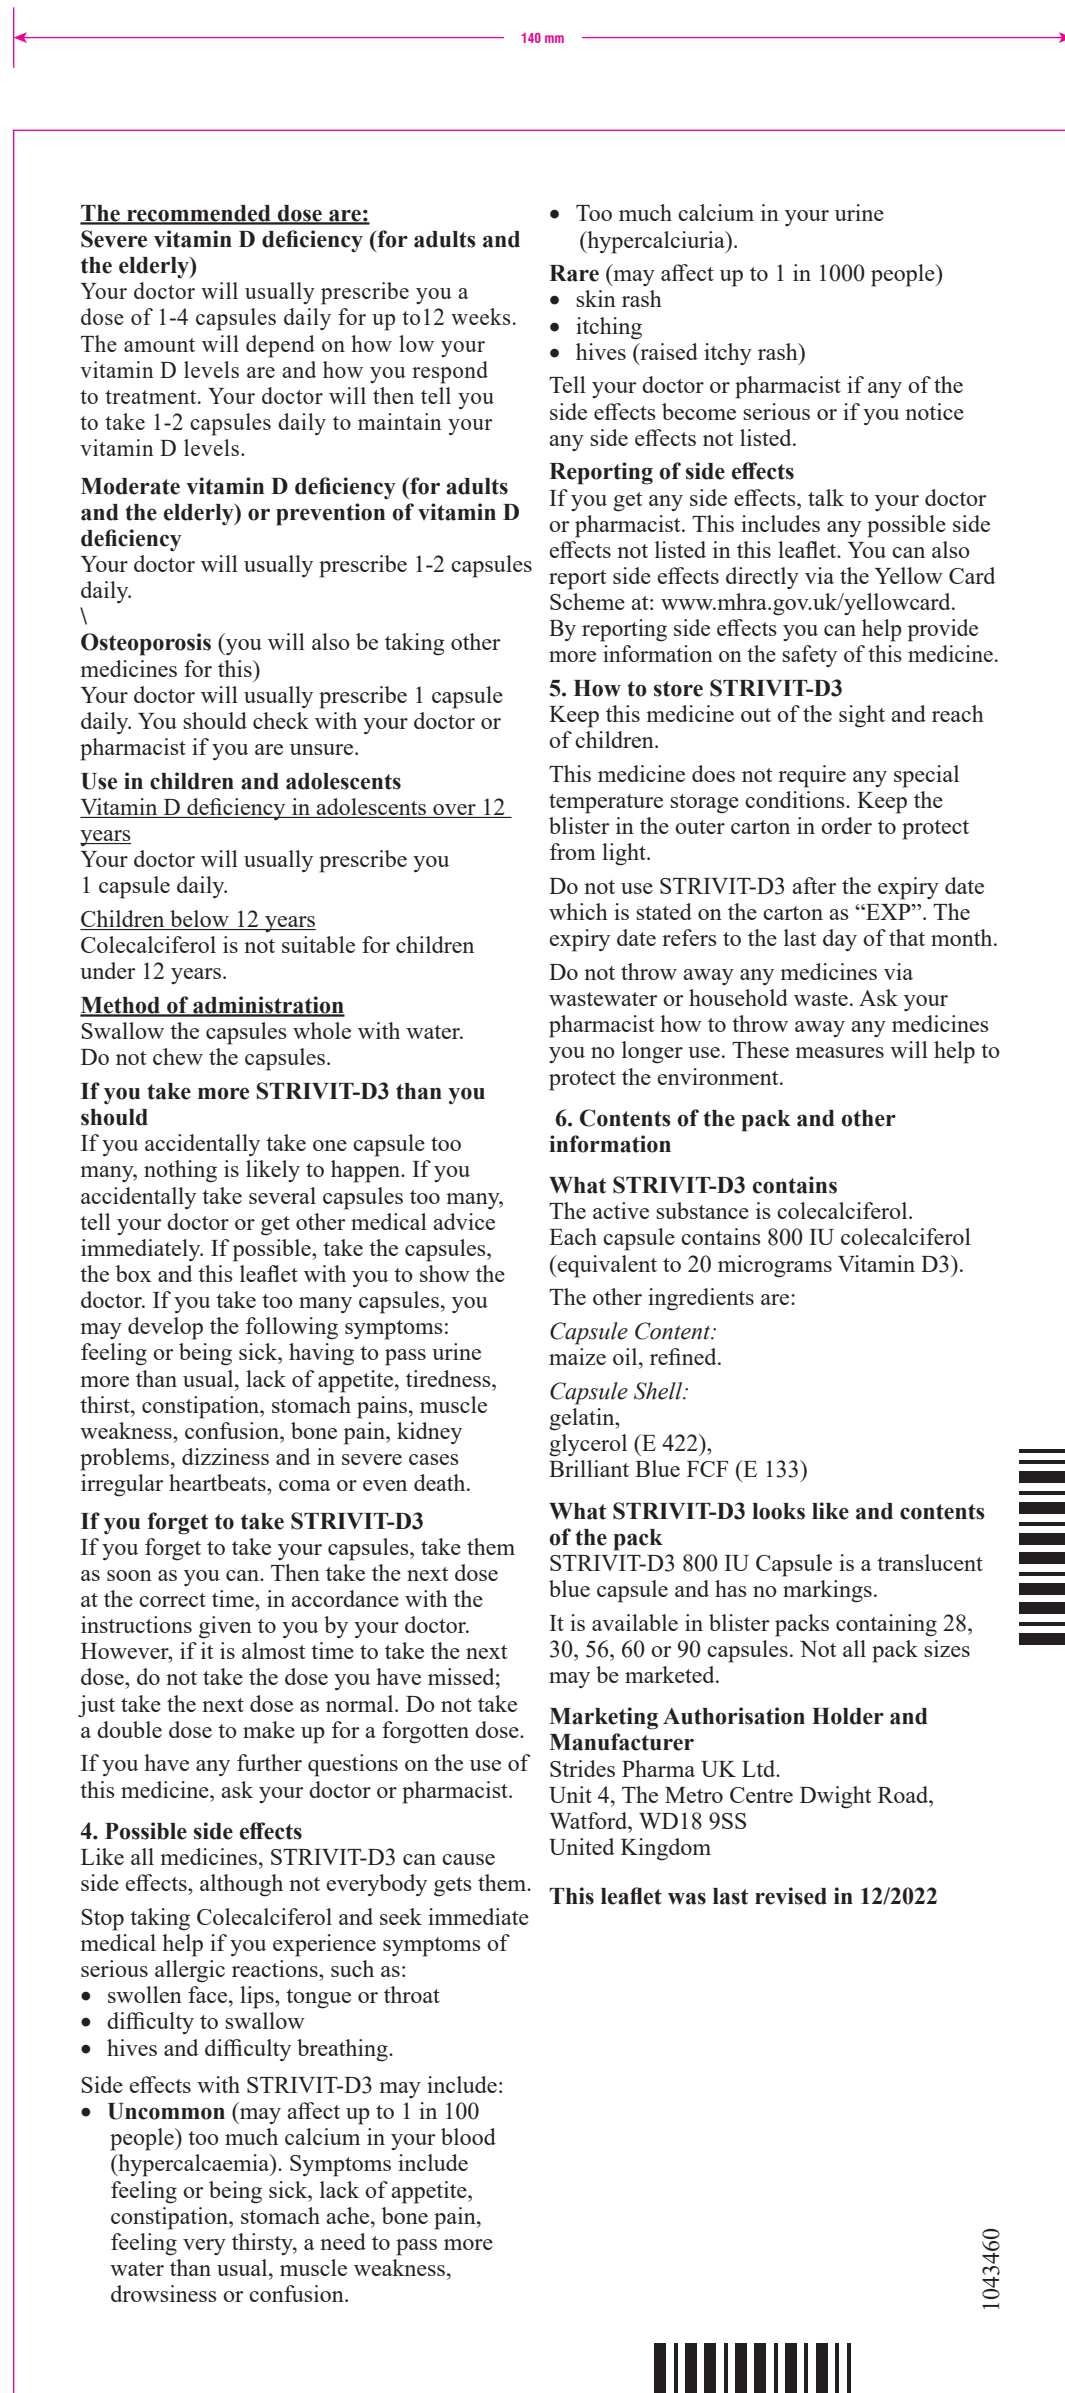 140 mm
The recommended dose are:
Severe vitamin D deficiency (for adults and
the elderly)
Your doctor will usually prescribe you a
dose of 1-4 capsules daily for up to12 weeks.
The amount will depend on how low your
vitamin D levels are and how you respond
to treatment. Your doctor will then tell you
to take 1-2 capsules daily to maintain your
vitamin D levels.
Moderate vitamin D deficiency (for adults
and the elderly) or prevention of vitamin D
deficiency
Your doctor will usually prescribe 1-2 capsules
daily.
\
Osteoporosis (you will also be taking other
medicines for this)
Your doctor will usually prescribe 1 capsule
daily. You should check with your doctor or
pharmacist if you are unsure.
Use in children and adolescents
Vitamin D deficiency in adolescents over 12
years
Your doctor will usually prescribe you
1 capsule daily.
Children below 12 years
Colecalciferol is not suitable for children
under 12 years.
Method of administration
Swallow the capsules whole with water.
Do not chew the capsules.
If you take more STRIVIT-D3 than you
should
If you accidentally take one capsule too
many, nothing is likely to happen. If you
accidentally take several capsules too many,
tell your doctor or get other medical advice
immediately. If possible, take the capsules,
the box and this leaflet with you to show the
doctor. If you take too many capsules, you
may develop the following symptoms:
feeling or being sick, having to pass urine
more than usual, lack of appetite, tiredness,
thirst, constipation, stomach pains, muscle
weakness, confusion, bone pain, kidney
problems, dizziness and in severe cases
irregular heartbeats, coma or even death.
If you forget to take STRIVIT-D3
If you forget to take your capsules, take them
as soon as you can. Then take the next dose
at the correct time, in accordance with the
instructions given to you by your doctor.
However, if it is almost time to take the next
dose, do not take the dose you have missed;
just take the next dose as normal. Do not take
a double dose to make up for a forgotten dose.
If you have any further questions on the use of
this medicine, ask your doctor or pharmacist.
4. Possible side effects
Like all medicines, STRIVIT-D3 can cause
side effects, although not everybody gets them.
Stop taking Colecalciferol and seek immediate
medical help if you experience symptoms of
serious allergic reactions, such as:
• swollen face, lips, tongue or throat
• difficulty to swallow
• hives and difficulty breathing.
Side effects with STRIVIT-D3 may include:
• Uncommon (may affect up to 1 in 100
people) too much calcium in your blood
(hypercalcaemia). Symptoms include
feeling or being sick, lack of appetite,
constipation, stomach ache, bone pain,
feeling very thirsty, a need to pass more
water than usual, muscle weakness,
drowsiness or confusion.
• Too much calcium in your urine
(hypercalciuria).
Rare (may affect up to 1 in 1000 people)
• skin rash
• itching
• hives (raised itchy rash)
Tell your doctor or pharmacist if any of the
side effects become serious or if you notice
any side effects not listed.
Reporting of side effects
If you get any side effects, talk to your doctor
or pharmacist. This includes any possible side
effects not listed in this leaflet. You can also
report side effects directly via the Yellow Card
Scheme at: www.mhra.gov.uk/yellowcard.
By reporting side effects you can help provide
more information on the safety of this medicine.
5. How to store STRIVIT-D3
Keep this medicine out of the sight and reach
of children.
This medicine does not require any special
temperature storage conditions. Keep the
blister in the outer carton in order to protect
from light.
Do not use STRIVIT-D3 after the expiry date
which is stated on the carton as “EXP”. The
expiry date refers to the last day of that month.
Do not throw away any medicines via
wastewater or household waste. Ask your
pharmacist how to throw away any medicines
you no longer use. These measures will help to
protect the environment.
6. Contents of the pack and other
information
What STRIVIT-D3 contains
The active substance is colecalciferol.
Each capsule contains 800 IU colecalciferol
(equivalent to 20 micrograms Vitamin D3).
The other ingredients are:
Capsule Content:
maize oil, refined.
Capsule Shell:
gelatin,
glycerol (E 422),
Brilliant Blue FCF (E 133)
What STRIVIT-D3 looks like and contents
of the pack
STRIVIT-D3 800 IU Capsule is a translucent
blue capsule and has no markings.
It is available in blister packs containing 28,
30, 56, 60 or 90 capsules. Not all pack sizes
may be marketed.
Marketing Authorisation Holder and
Manufacturer
Strides Pharma UK Ltd.
Unit 4, The Metro Centre Dwight Road,
Watford, WD18 9SS
United Kingdom
This leaflet was last revised in 12/2022
1043460